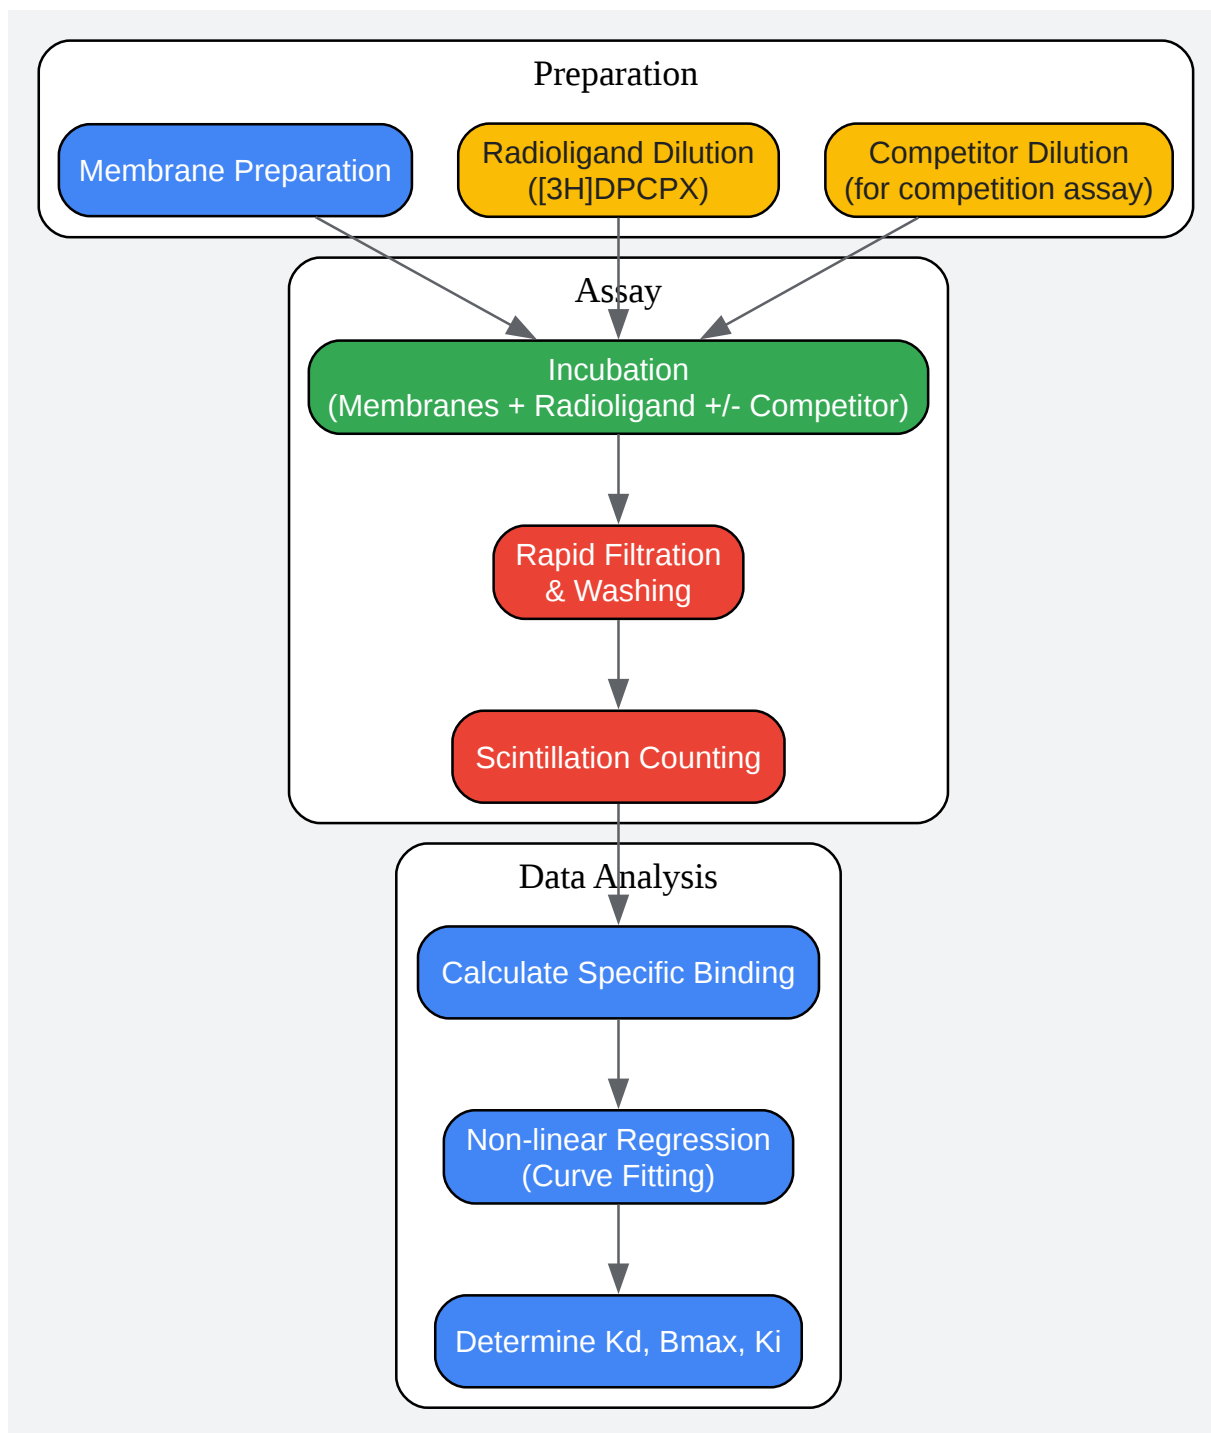 Preparation
Membrane Preparation
Radioligand Dilution
([3H]DPCPX)
Competitor Dilution
(for competition assay)
Assay
Incubation
(Membranes + Radioligand +/- Competitor)
Rapid Filtration
& Washing
Scintillation Counting
Data Analysis
Calculate Specific Binding
Non-linear Regression
(Curve Fitting)
Determine Kd, Bmax, Ki